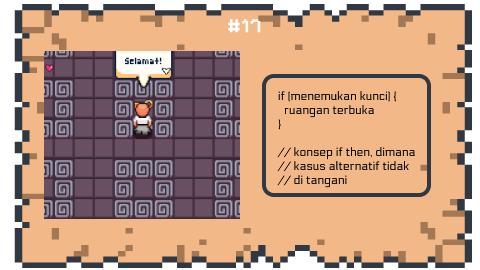 #17
Selamat!
if (menemukan kunci) {
ruangan terbuka
}
// konsep if then, dimana
// kasus alternatif tidak
// di tangani